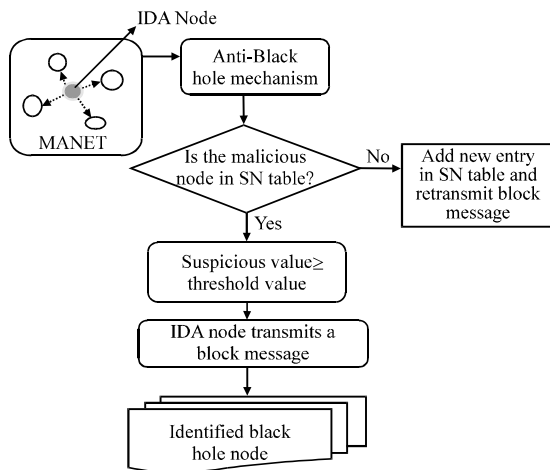 IDA Node
MANET
Anti-Black
hole mechanism
Is the malicious
node in SN table?
No
Add new entry
in SN table and
retransmit block
message
Yes
Suspicious value≥
threshold value
IDA node transmits a
block message
Identified black
hole node